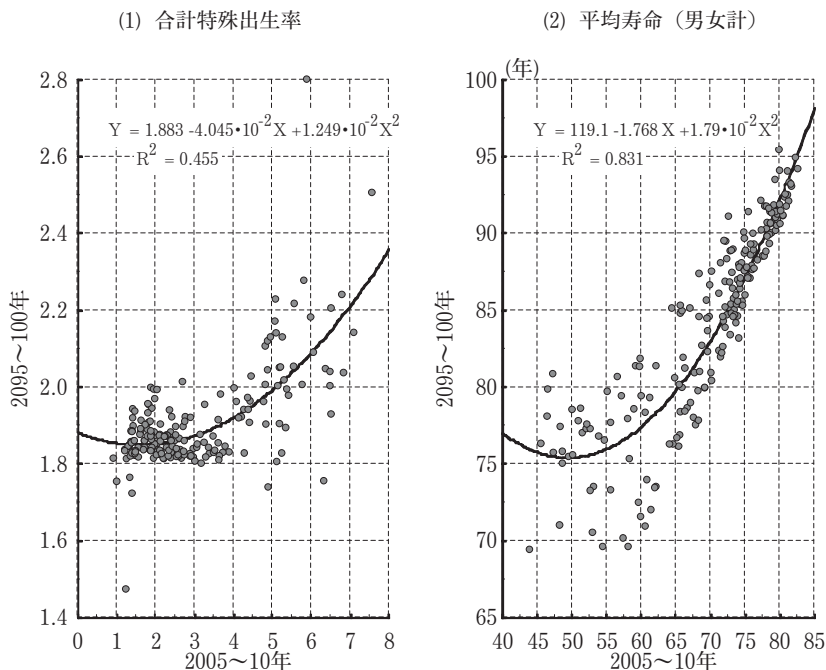 (1) 合計特殊出生率
2.8
2.6
2.4
2.2
2.0
1.8
1.6
1.4
2095～100年
Y = 1.883 -4.045•10⁻²X +1.249•10⁻²X²
R² = 0.455
0 1 2 3 4 5 6 7 8
2005～10年
(2) 平均寿命（男女計）
(年)
100
95
90
85
80
75
70
65
2095～100年
Y = 119.1 -1.768 X +1.79•10⁻²X²
R² = 0.831
40 45 50 55 60 65 70 75 80 85
2005～10年